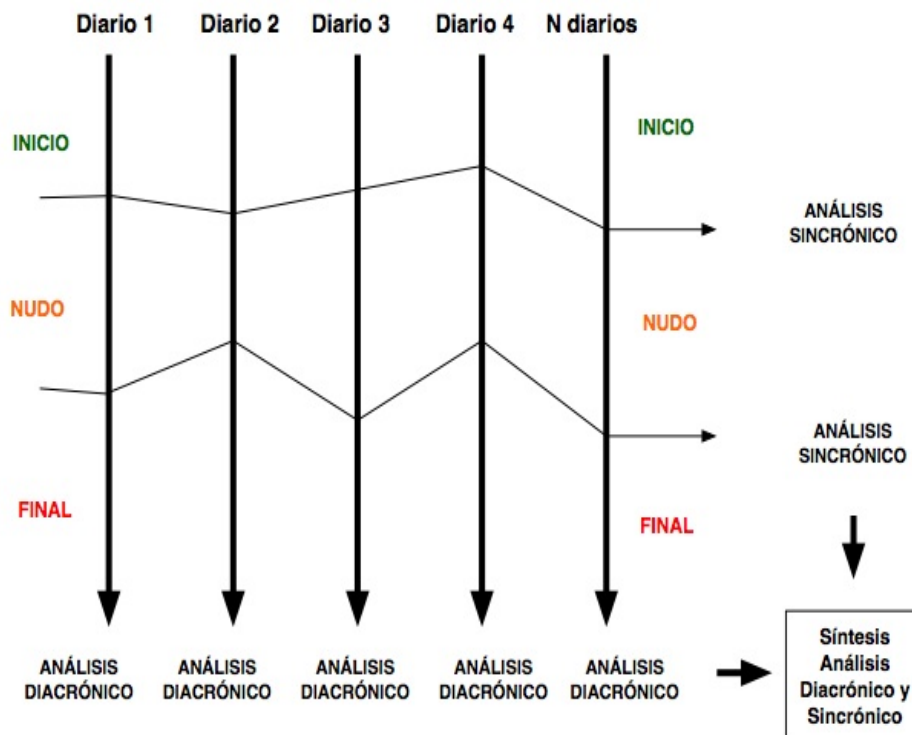 Diario 1 Diario 2 Diario 3 Diario 4 N diarios
INICIO INICIO
ANÁLISIS
SINCRÓNICO
NUDO NUDO
ANÁLISIS
SINCRÓNICO
FINAL FINAL
ANÁLISIS ANÁLISIS ANÁLISIS ANÁLISIS ANÁLISIS
DIACRÓNICO DIACRÓNICO DIACRÓNICO DIACRÓNICO DIACRÓNICO
Síntesis
Análisis
Diacrónico y
Sincrónico